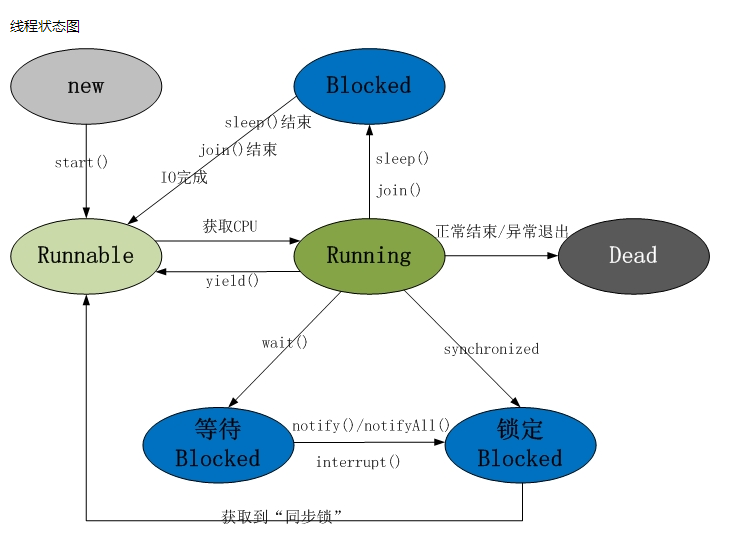 线程状态图
new
Blocked
sleep()结束
join()结束
IO完成
start()
sleep()
join()
获取CPU
正常结束/异常退出
Runnable
Running
Dead
yield()
wait()
synchronized
等待
Blocked
notify()/notifyAll()
interrupt()
锁定
Blocked
获取到“同步锁”